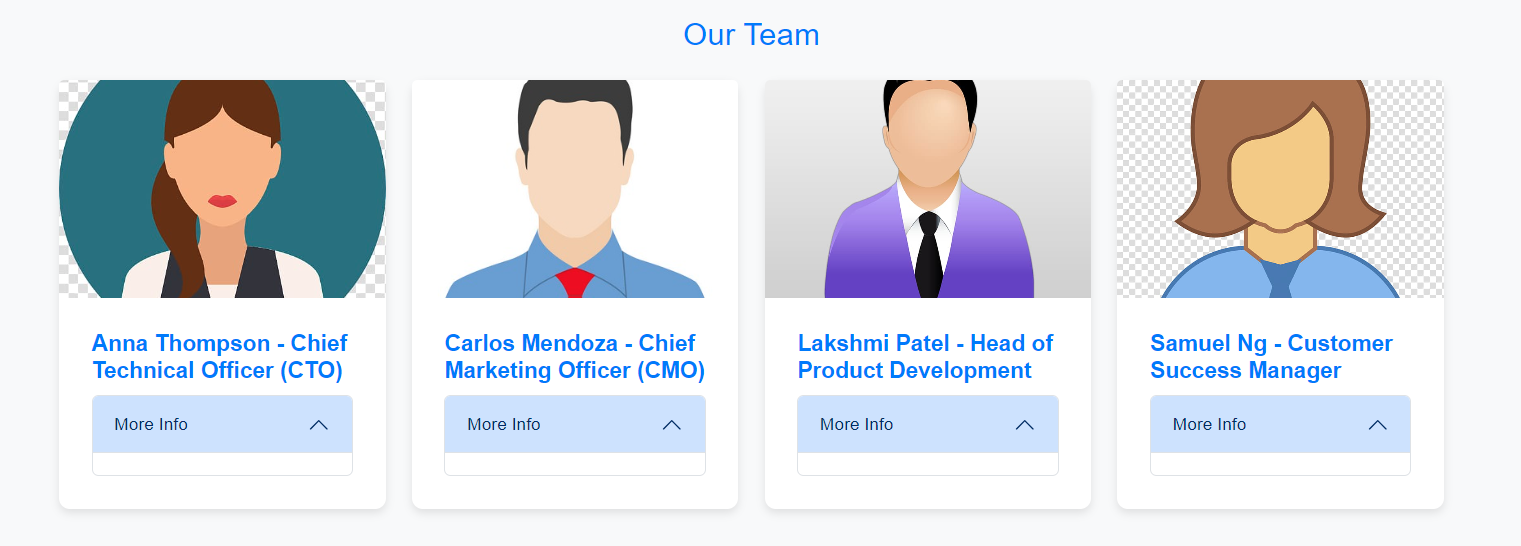 Our Team
Anna Thompson - Chief
Technical Officer (CTO)
More Info
Carlos Mendoza - Chief
Marketing Officer (CMO)
More Info
Lakshmi Patel - Head of
Product Development
More Info
Samuel Ng - Customer
Success Manager
More Info